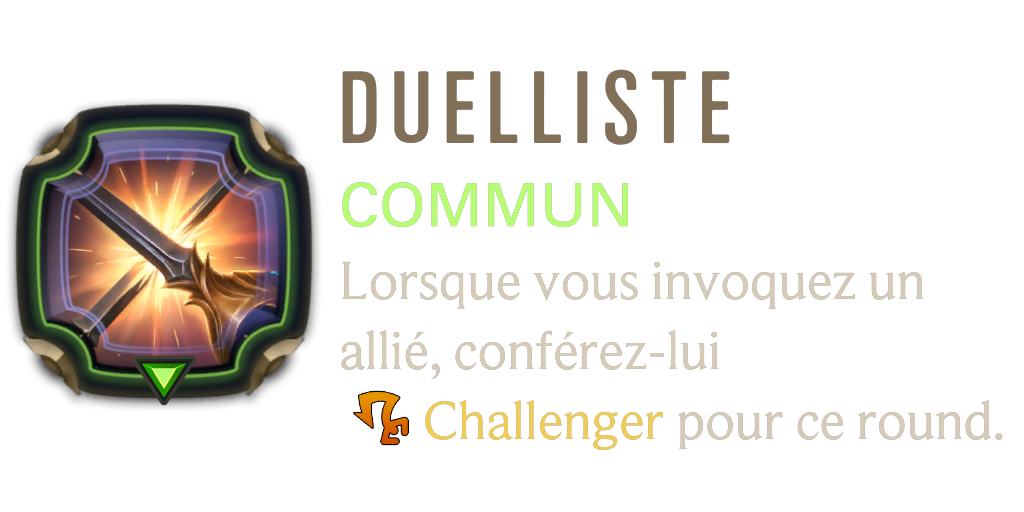 DUELLISTE
COMMUN
Lorsque vous invoquez un
allié, conférez-lui
Challenger pour ce round.